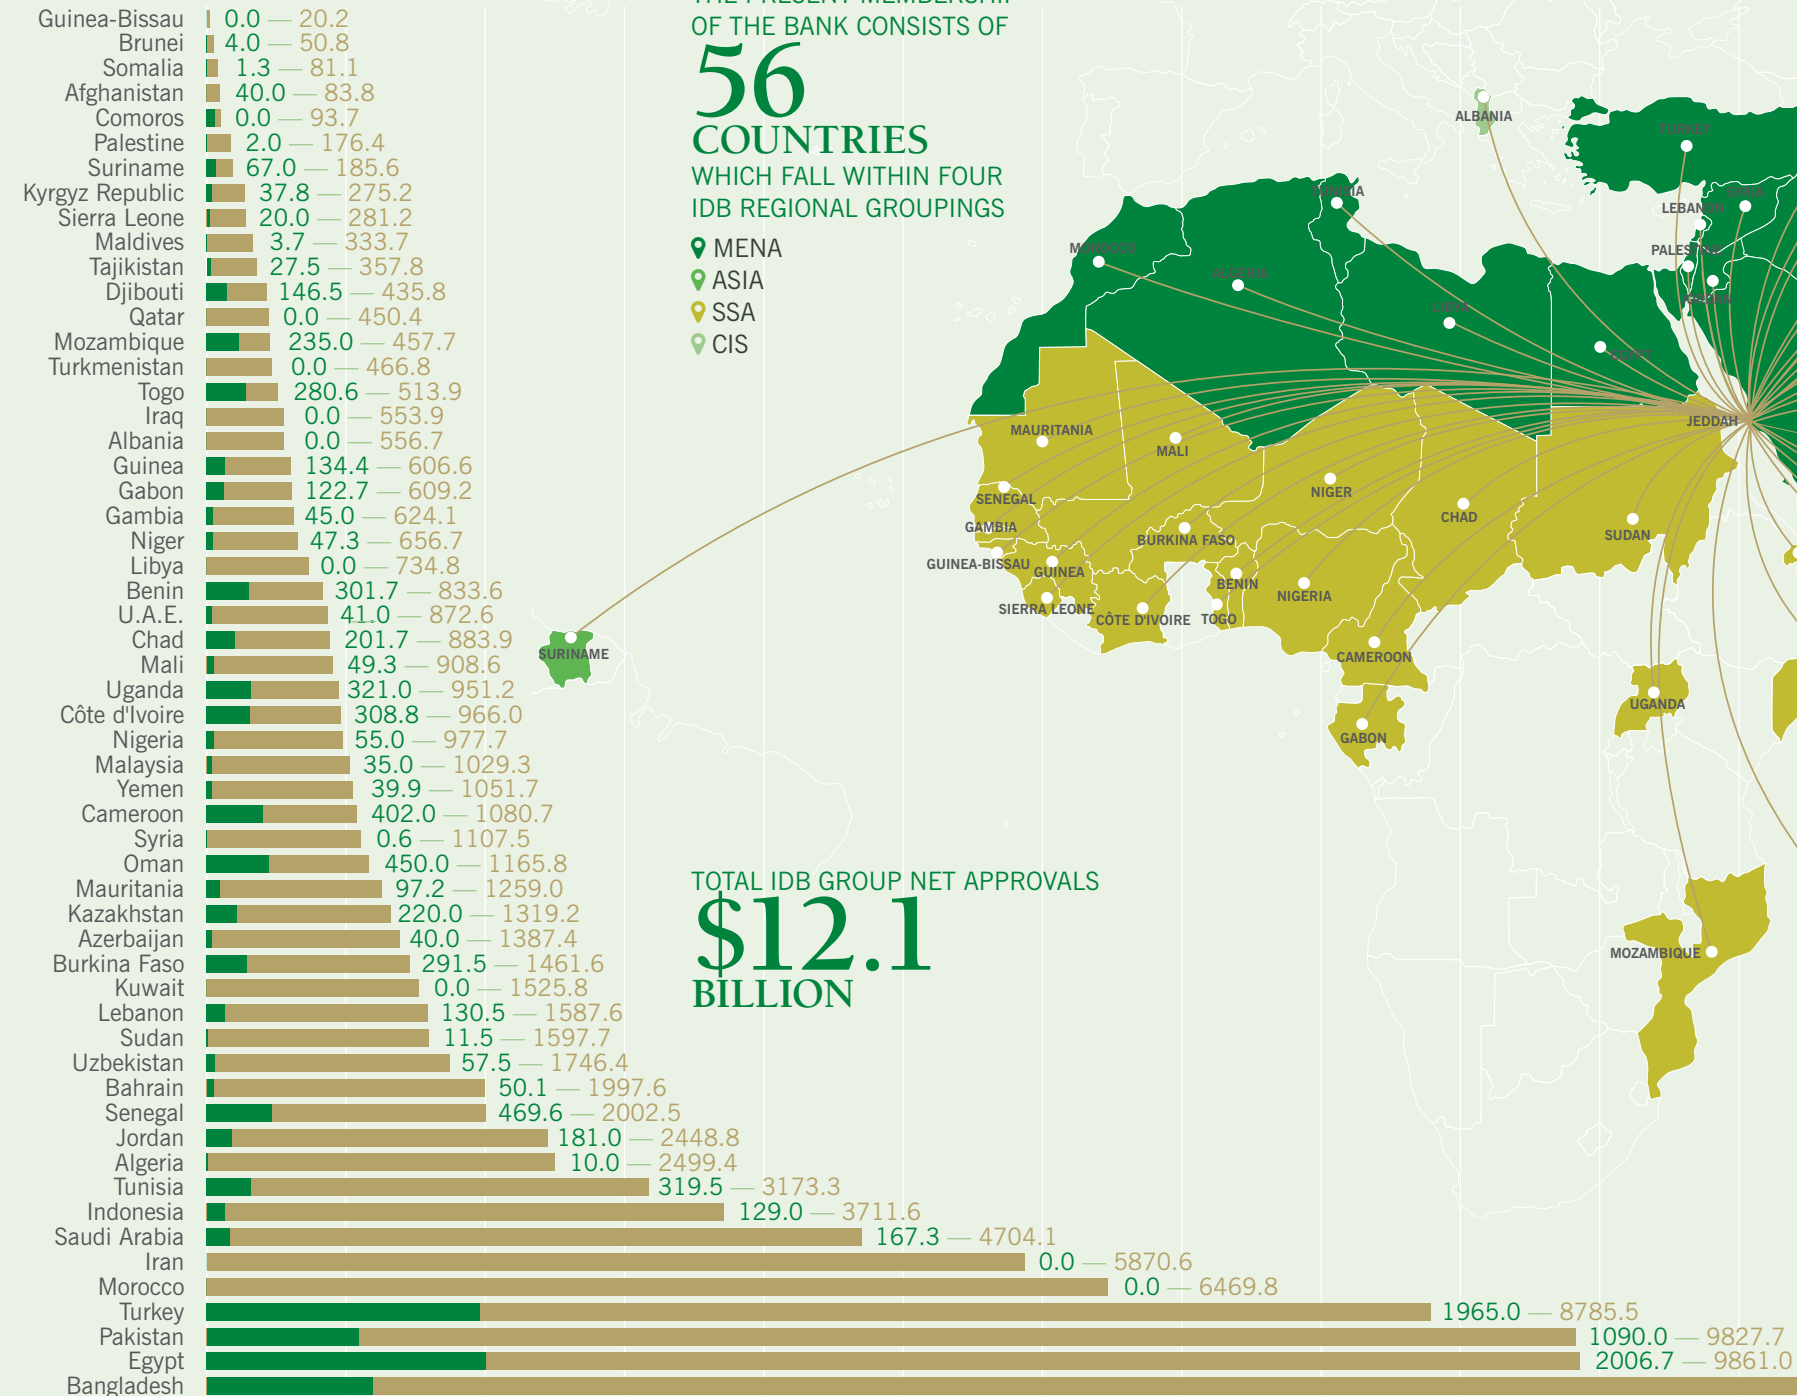 Guinea-Bissau 0.0 — 20.2
Brunei 4.0 — 50.8
Somalia 1.3 — 81.1
Afghanistan 40.0 — 83.8
Comoros 0.0 — 93.7
Palestine 2.0 — 176.4
Suriname 67.0 — 185.6
Kyrgyz Republic 37.8 — 275.2
Sierra Leone 20.0 — 281.2
Maldives 3.7 — 333.7
Tajikistan 27.5 — 357.8
Djibouti 146.5 — 435.8
Qatar 0.0 — 450.4
Mozambique 235.0 — 457.7
Turkmenistan 0.0 — 466.8
Togo 280.6 — 513.9
Iraq 0.0 — 553.9
Albania 0.0 — 556.7
Guinea 134.4 — 606.6
Gabon 122.7 — 609.2
Gambia 45.0 — 624.1
Niger 47.3 — 656.7
Libya 0.0 — 734.8
Benin 301.7 — 833.6
U.A.E. 41.0 — 872.6
Chad 201.7 — 883.9
Mali 49.3 — 908.6
Uganda 321.0 — 951.2
Côte d'Ivoire 308.8 — 966.0
Nigeria 55.0 — 977.7
Malaysia 35.0 — 1029.3
Yemen 39.9 — 1051.7
Cameroon 402.0 — 1080.7
Syria 0.6 — 1107.5
Oman 450.0 — 1165.8
Mauritania 97.2 — 1259.0
Kazakhstan 220.0 — 1319.2
Azerbaijan 40.0 — 1387.4
Burkina Faso 291.5 — 1461.6
Kuwait 0.0 — 1525.8
Lebanon 130.5 — 1587.6
Sudan 11.5 — 1597.7
Uzbekistan 57.5 — 1746.4
Bahrain 50.1 — 1997.6
Senegal 469.6 — 2002.5
Jordan 181.0 — 2448.8
Algeria 10.0 — 2499.4
Tunisia 319.5 — 3173.3
Indonesia 129.0 — 3711.6
Saudi Arabia 167.3 — 4704.1
Iran 0.0 — 5870.6
Morocco 0.0 — 6469.8
Turkey 1965.0 — 8785.5
Pakistan 1090.0 — 9827.7
Egypt 2006.7 — 9861.0
Bangladesh
THE PRESENT MEMBERSHIP
OF THE BANK CONSISTS OF
56
COUNTRIES
WHICH FALL WITHIN FOUR
IDB REGIONAL GROUPINGS
MENA
ASIA
SSA
CIS
TOTAL IDB GROUP NET APPROVALS
$12.1
BILLION
ALBANIA
TURKEY
TUNISIA
SYRIA
LEBANON
MOROCCO
PALESTINE
ALGERIA
JORDAN
LIBYA
EGYPT
JEDDAH
MAURITANIA
MALI
NIGER
SENEGAL
CHAD
GAMBIA
SUDAN
BURKINA FASO
GUINEA-BISSAU
GUINEA
BENIN
NIGERIA
SIERRA LEONE
CÔTE D'IVOIRE
TOGO
SURINAME
CAMEROON
UGANDA
GABON
MOZAMBIQUE